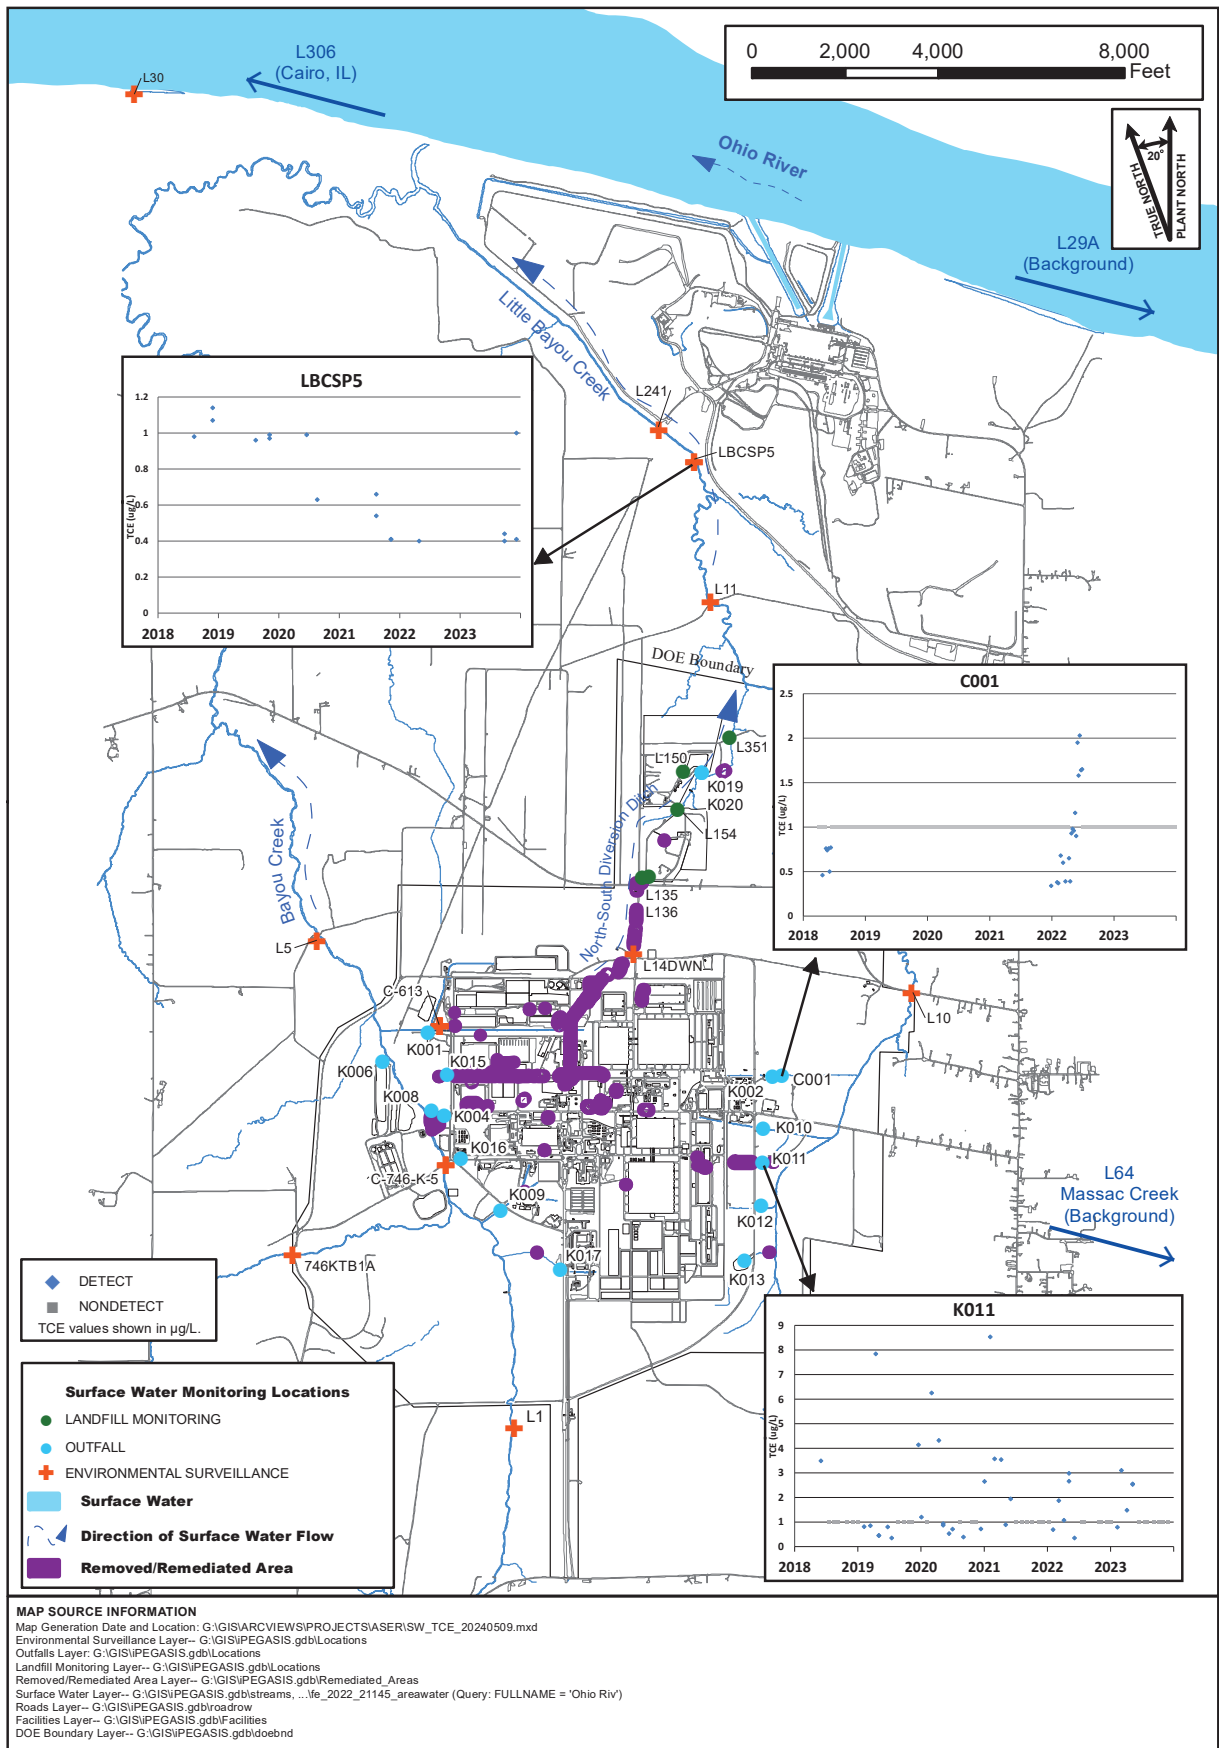 L306
(Cairo, IL)
L30
0 2,000 4,000 8,000
Feet
Ohio River
20°
TRUE NORTH
PLANT NORTH
L29A
(Background)
Little Bayou Creek
LBCSP5
1.2
1
0.8
0.6
0.4
0.2
0
TCE (ug/L)
2018 2019 2020 2021 2022 2023
L241
LBCSP5
L11
DOE Boundary
C001
2.5
2
1.5
1
0.5
0
TCE (ug/L)
2018 2019 2020 2021 2022 2023
L351
L150
K019
K020
L154
North-South Diversion Ditch
L135
L136
Bayou Creek
L5
L14DWN
C-613
L10
K001
K015
K006
K002
C001
K008
K004
K010
K016
K011
C-746-K-5
K009
K012
L64
Massac Creek
(Background)
K017
K013
746KTB1A
DETECT
NONDETECT
TCE values shown in µg/L.
K011
9
8
7
6
5
4
3
2
1
0
TCE (ug/L)
2018 2019 2020 2021 2022 2023
L1
Surface Water Monitoring Locations
LANDFILL MONITORING
OUTFALL
ENVIRONMENTAL SURVEILLANCE
Surface Water
Direction of Surface Water Flow
Removed/Remediated Area
MAP SOURCE INFORMATION
Map Generation Date and Location: G:\GIS\ARCVIEWS\PROJECTS\ASER\SW_TCE_20240509.mxd
Environmental Surveillance Layer-- G:\GIS\iPEGASIS.gdb\Locations
Outfalls Layer: G:\GIS\iPEGASIS.gdb\Locations
Landfill Monitoring Layer-- G:\GIS\iPEGASIS.gdb\Locations
Removed/Remediated Area Layer-- G:\GIS\iPEGASIS.gdb\Remediated_Areas
Surface Water Layer-- G:\GIS\iPEGASIS.gdb\streams, ...\fe_2022_21145_areawater (Query: FULLNAME = 'Ohio Riv')
Roads Layer-- G:\GIS\iPEGASIS.gdb\roadrow
Facilities Layer-- G:\GIS\iPEGASIS.gdb\Facilities
DOE Boundary Layer-- G:\GIS\iPEGASIS.gdb\doebnd